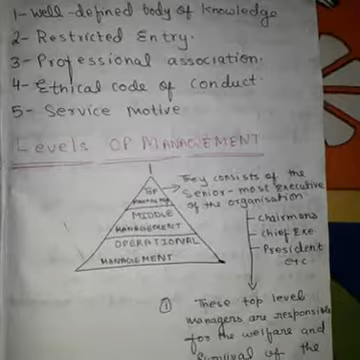 1- Well-defined body of knowledge
2- Restricted Entry.
3- Professional association.
4- Ethical code of conduct.
5- Service motive
Levels OF MANAGEMENT
TOP
MIDDLE
MANAGEMENT
OPERATIONAL
MANAGEMENT
They consists of the
Senior-most executive
of the organisation
Chairmans
Chief Exe
President
etc.
① These top level
managers are responsible
for the welfare and
survival of the